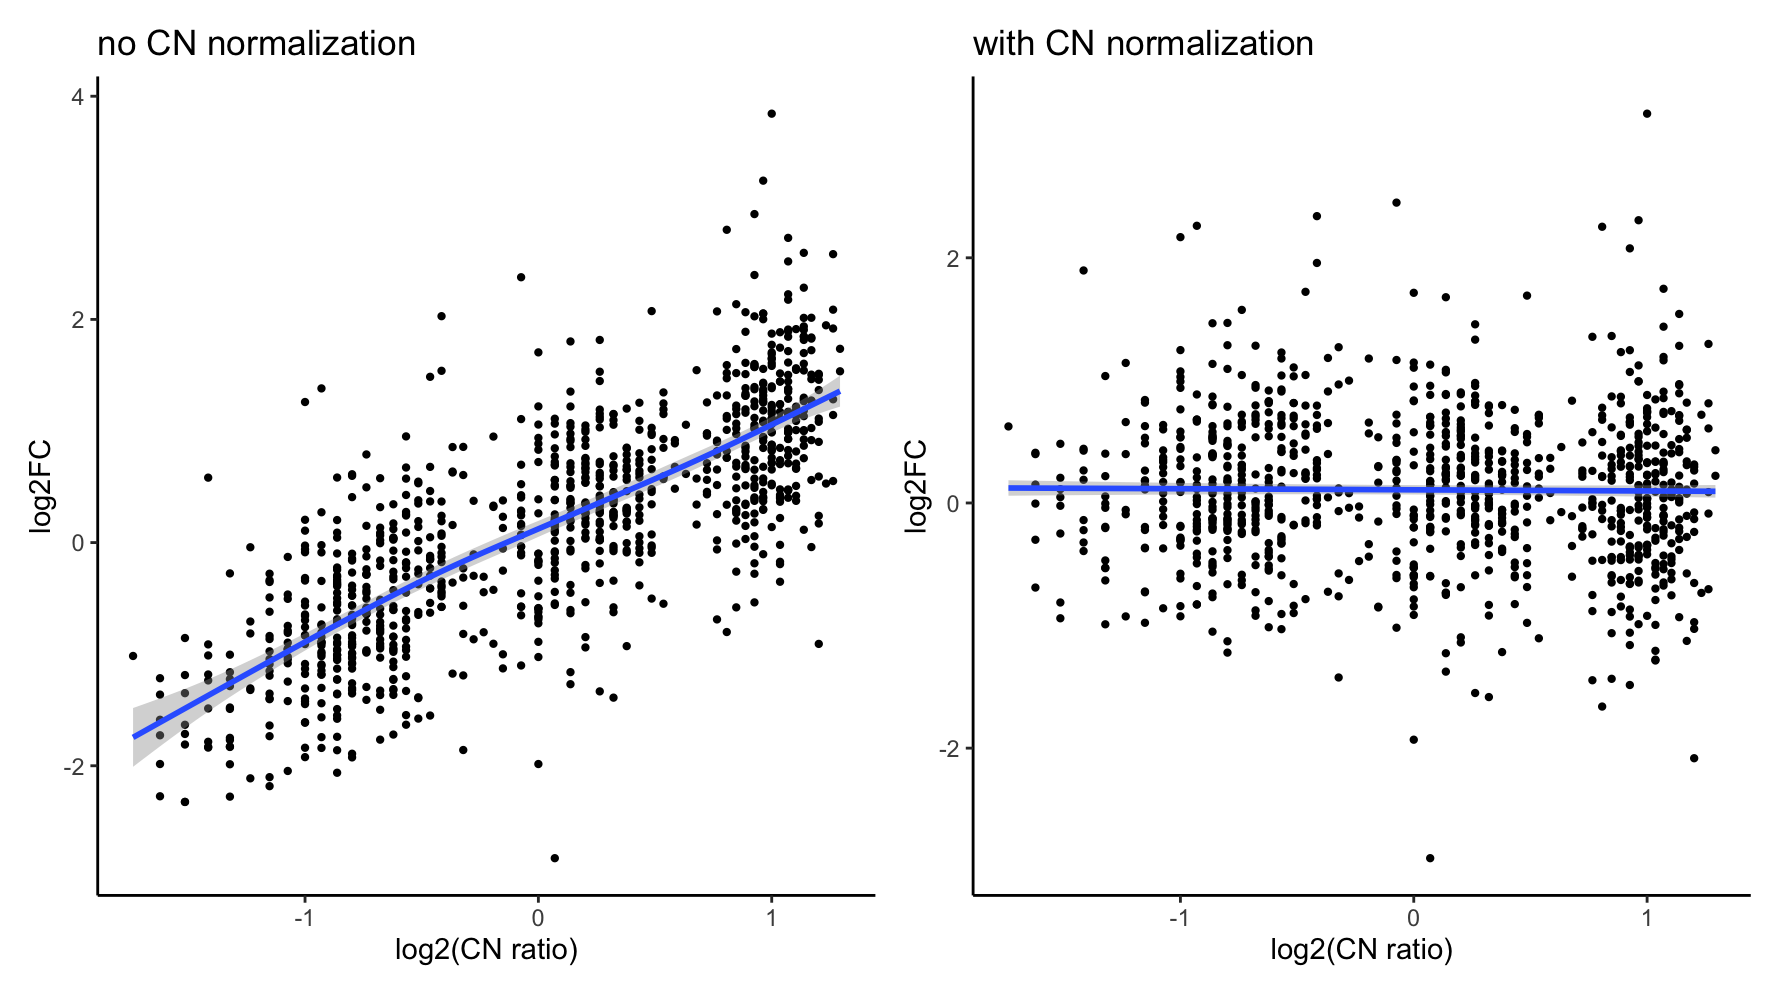 no CN normalization
4
2
0
-2
log2FC
-1 0 1
log2(CN ratio)
with CN normalization
2
0
-2
log2FC
-1 0 1
log2(CN ratio)